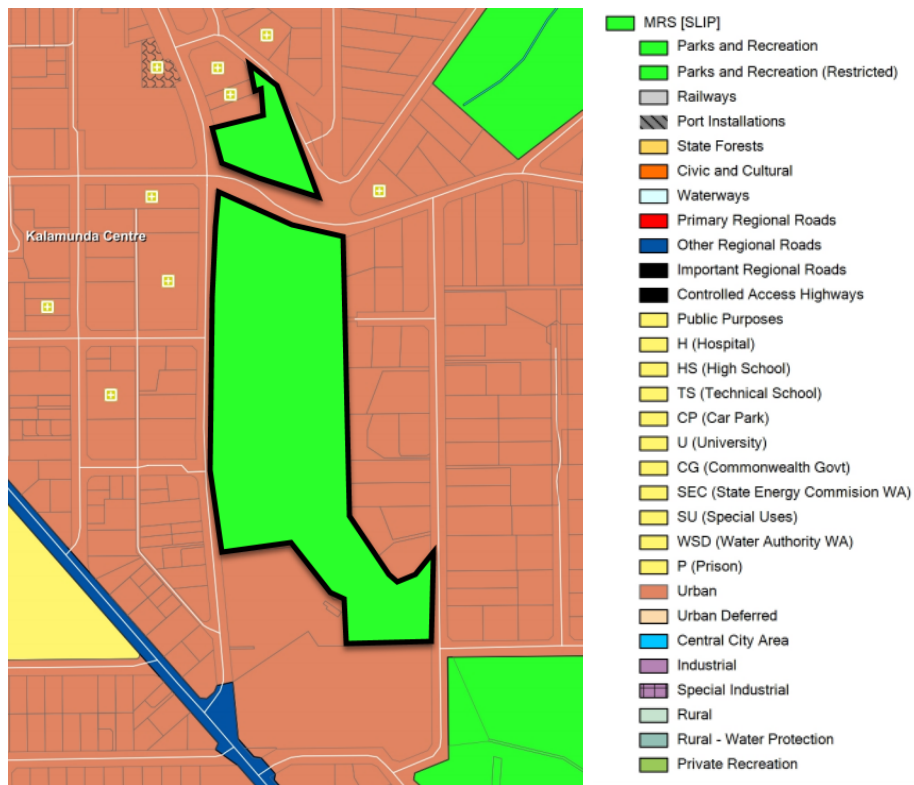 MRS [SLIP]
Parks and Recreation
Parks and Recreation (Restricted)
Railways
Port Installations
State Forests
Civic and Cultural
Waterways
Primary Regional Roads
Other Regional Roads
Important Regional Roads
Controlled Access Highways
Public Purposes
H (Hospital)
HS (High School)
TS (Technical School)
CP (Car Park)
U (University)
CG (Commonwealth Govt)
SEC (State Energy Commision WA)
SU (Special Uses)
WSD (Water Authority WA)
P (Prison)
Urban
Urban Deferred
Central City Area
Industrial
Special Industrial
Rural
Rural - Water Protection
Private Recreation
Kalamunda Centre